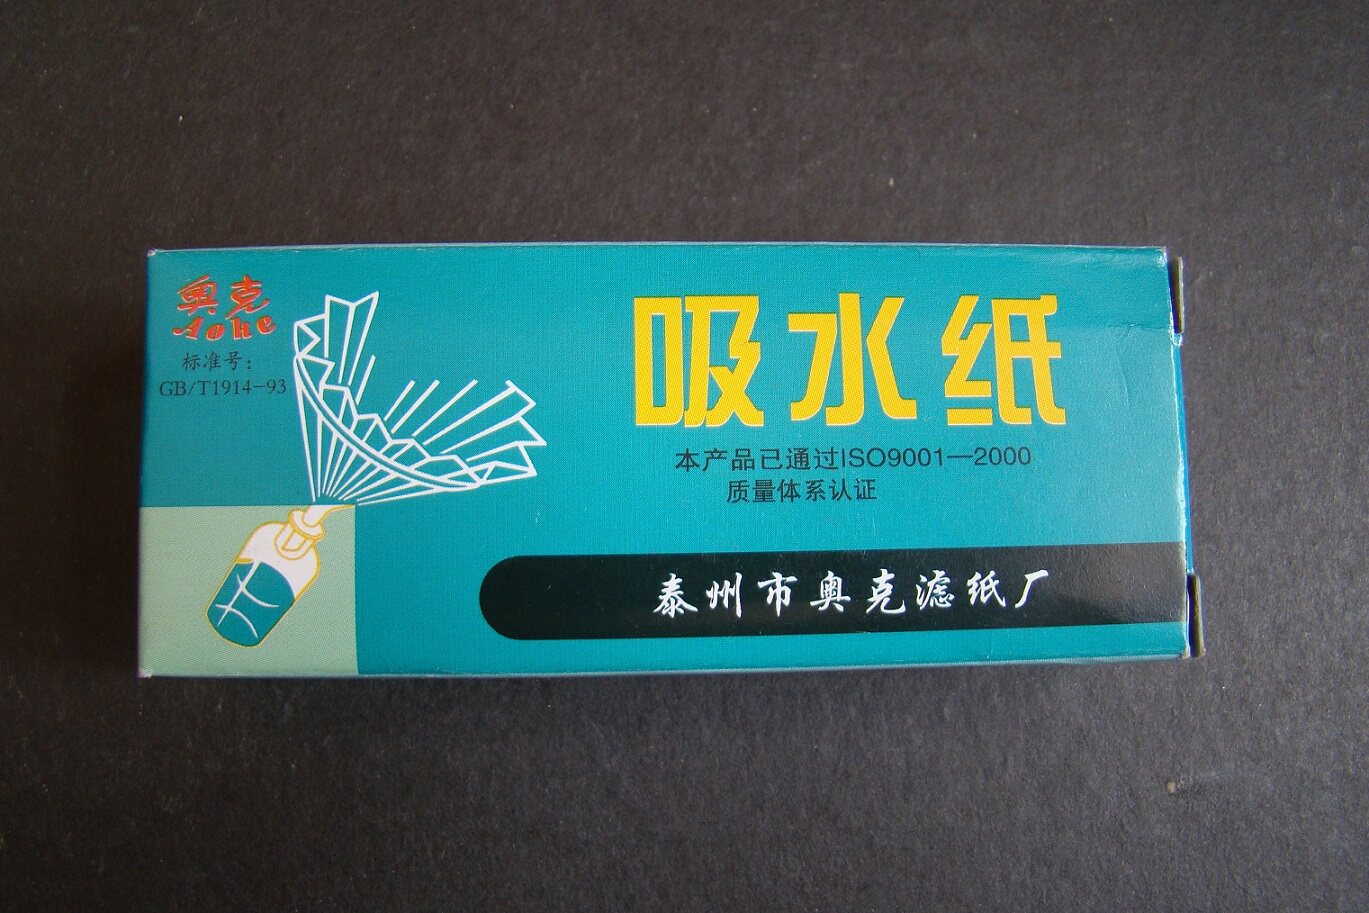 奥克
Aoke
标准号：
GB/T1914-93
吸水纸
本产品已通过ISO9001—2000
质量体系认证
泰州市奥克滤纸厂